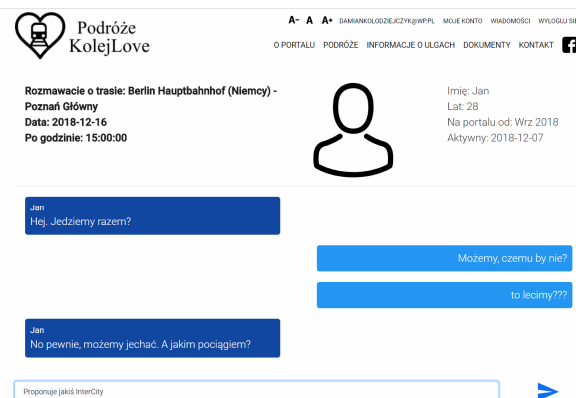 Podróże
KolejLove
A- A A+ DAMIANKOLODZIEJCZYK@WP.PL MOJE KONTO WIADOMOŚCI WYLOGUJ SIĘ
O PORTALU PODRÓŻE INFORMACJE O ULGACH DOKUMENTY KONTAKT
Rozmawacie o trasie: Berlin Hauptbahnhof (Niemcy) -
Poznań Główny
Data: 2018-12-16
Po godzinie: 15:00:00
Imię: Jan
Lat: 28
Na portalu od: Wrz 2018
Aktywny: 2018-12-07
Jan
Hej. Jedziemy razem?
Możemy, czemu by nie?
to lecimy???
Jan
No pewnie, możemy jechać. A jakim pociągiem?
Proponuje jakiś InterCity